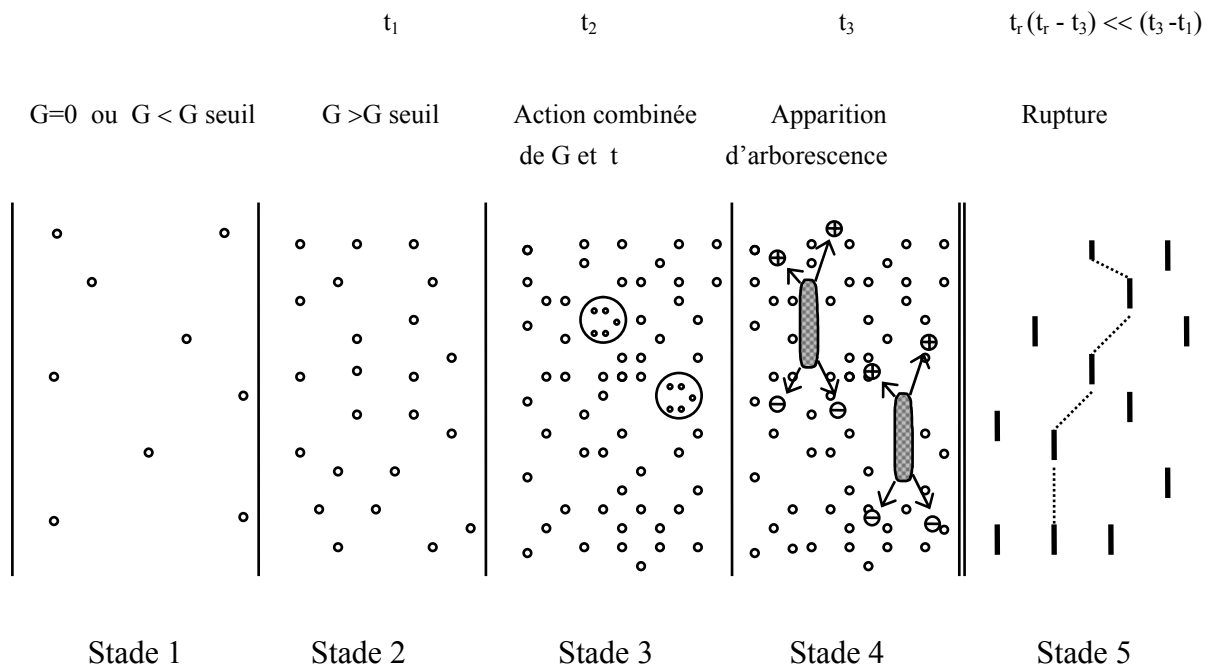 t₁ t₂ t₃ tᵣ (tᵣ - t₃) << (t₃ -t₁)
G=0 ou G < G seuil G >G seuil Action combinée Apparition Rupture
de G et t d’arborescence
Stade 1 Stade 2 Stade 3 Stade 4 Stade 5